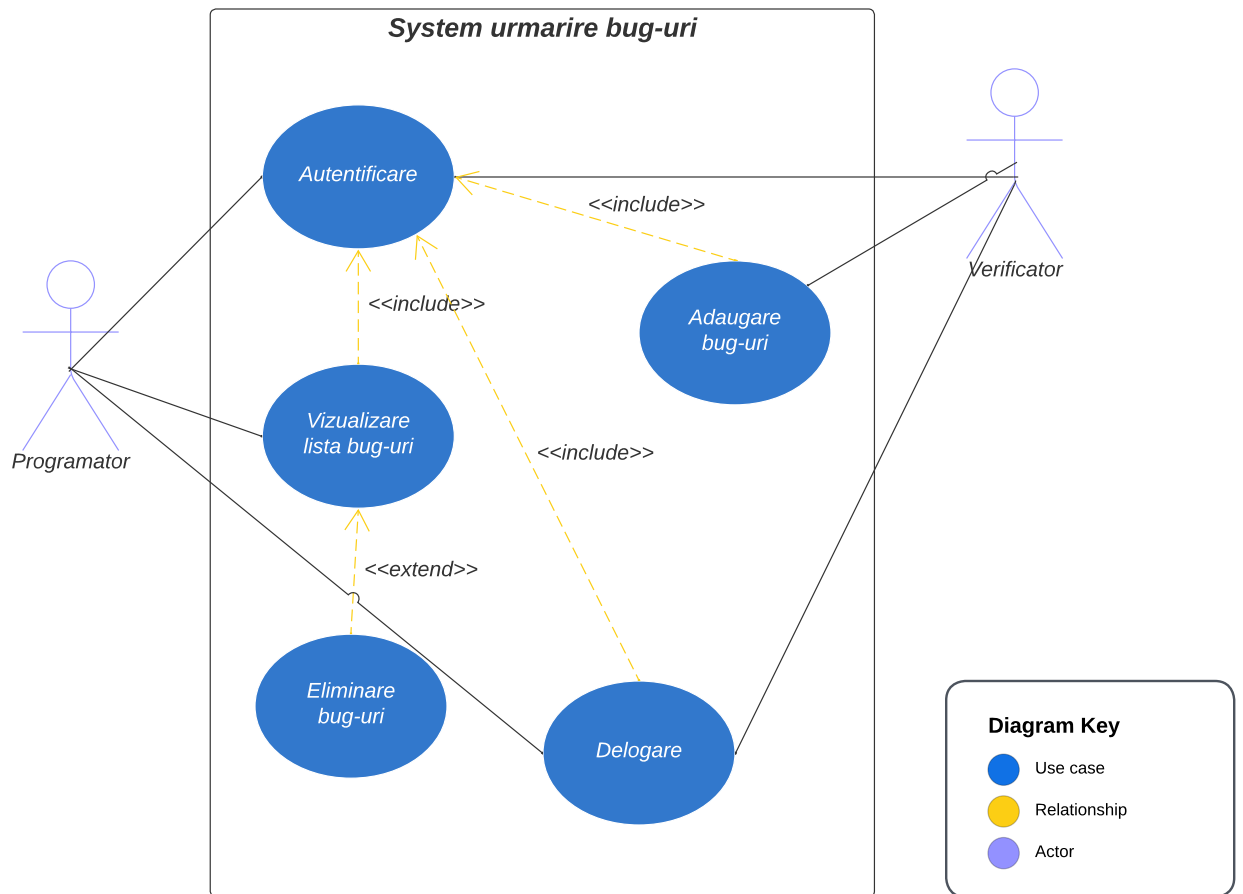 System urmarire bug-uri
Autentificare
<<include>>
Verificator
<<include>>
Adaugare
bug-uri
Programator
Vizualizare
lista bug-uri
<<include>>
<<extend>>
Eliminare
bug-uri
Delogare
Diagram Key
Use case
Relationship
Actor